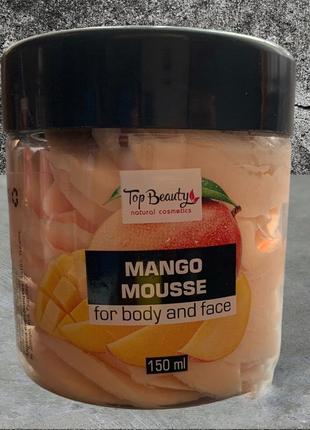 Top Beauty
natural cosmetics
MANGO
MOUSSE
for body and face
150 ml